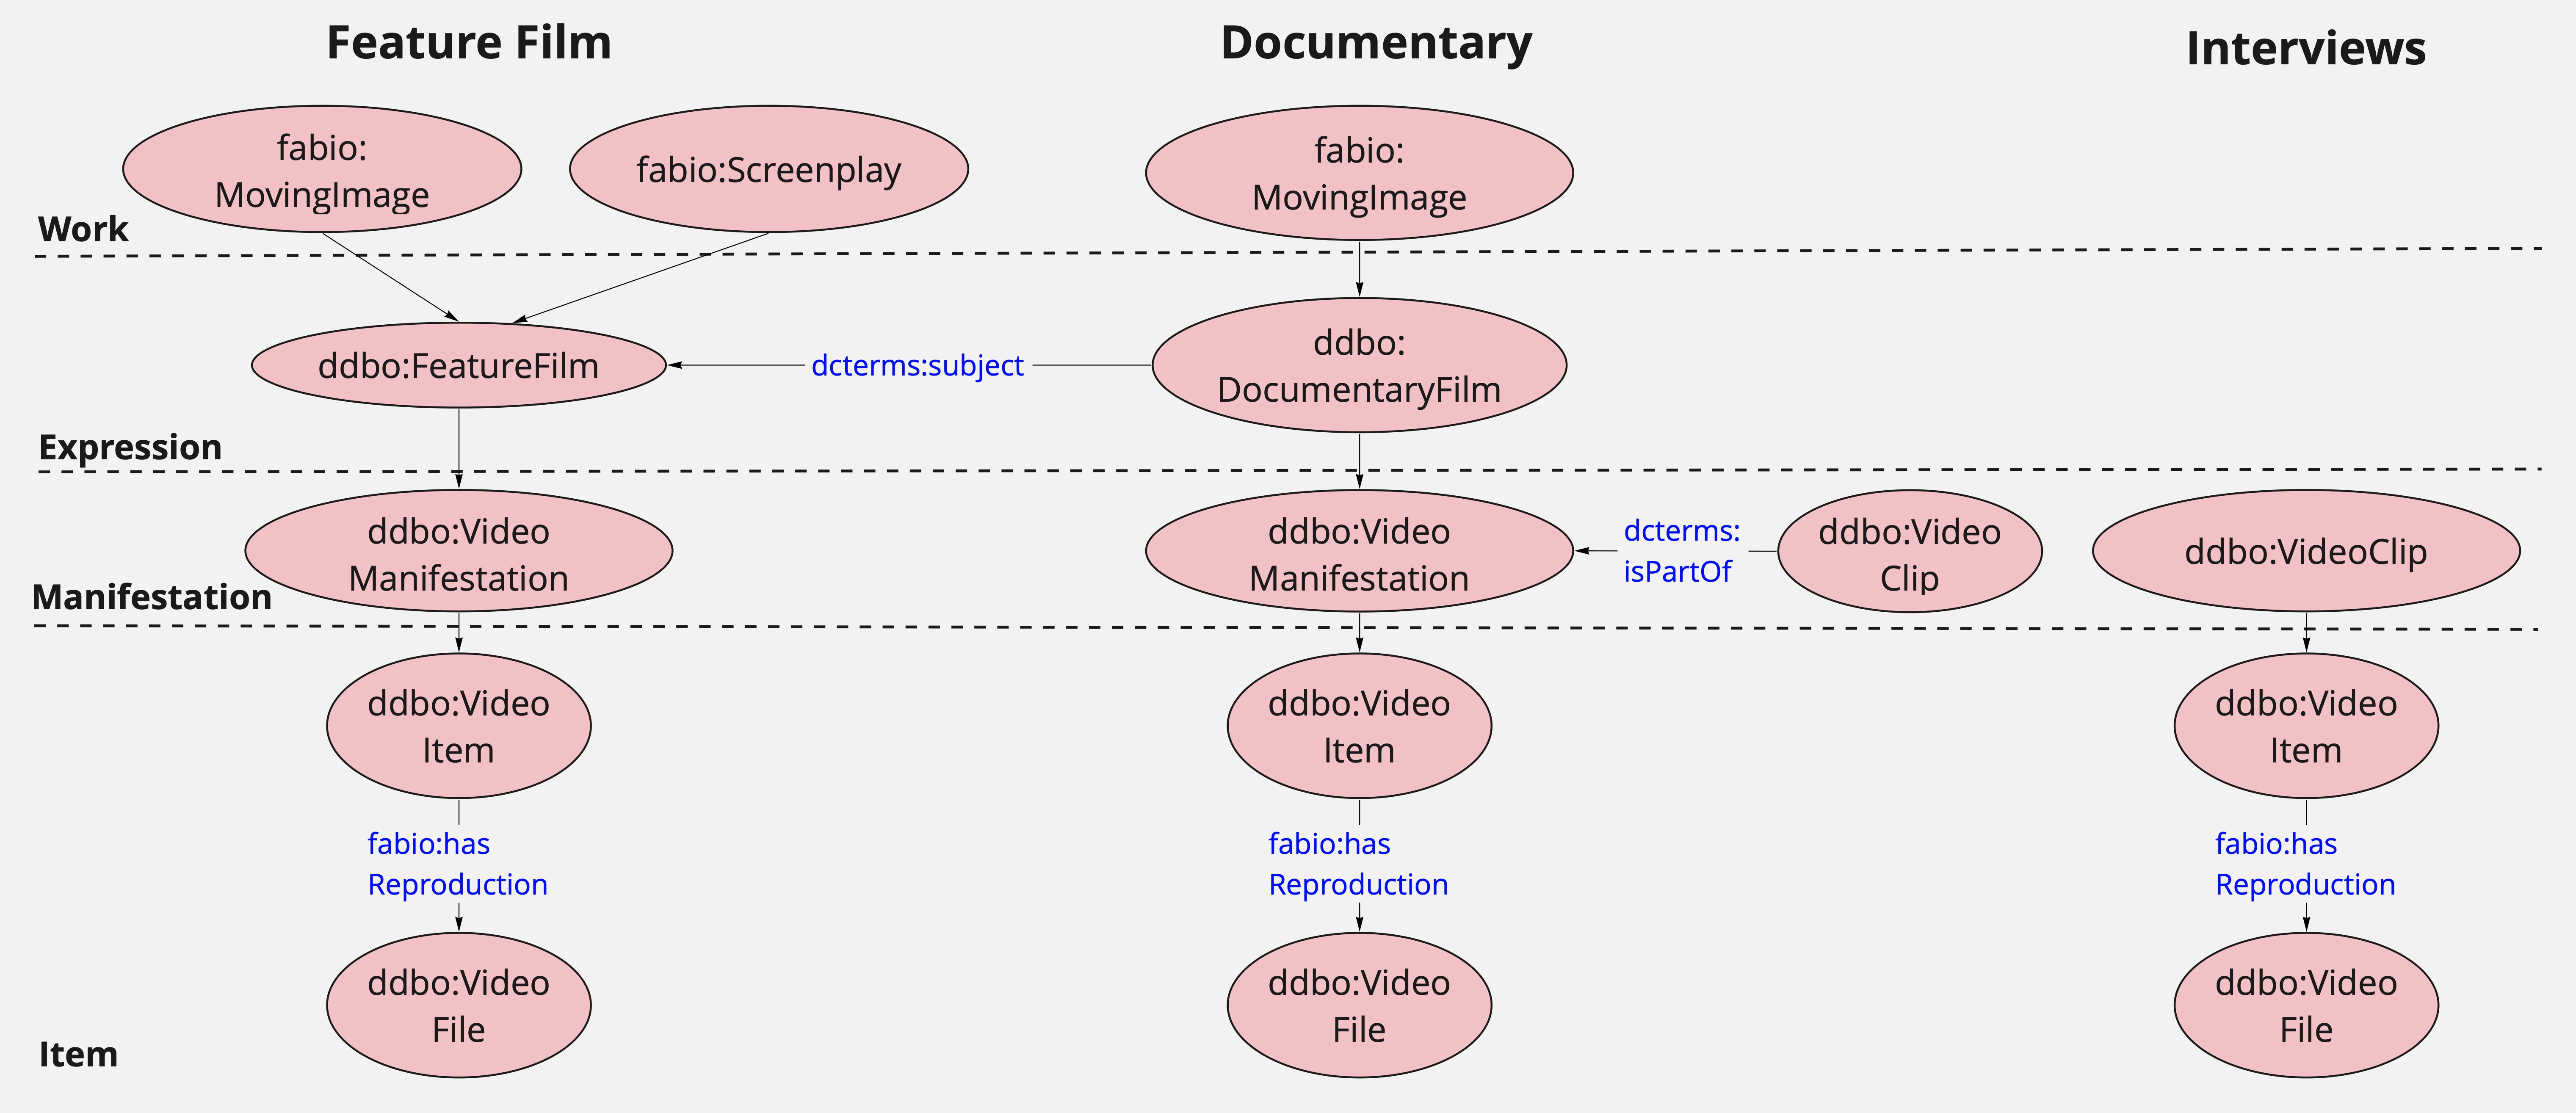 Feature Film
Documentary
Interviews
fabio:
MovingImage
fabio:Screenplay
fabio:
MovingImage
Work
ddbo:FeatureFilm
dcterms:subject
ddbo:
DocumentaryFilm
Expression
ddbo:Video
Manifestation
ddbo:Video
Manifestation
dcterms:
isPartOf
ddbo:Video
Clip
ddbo:VideoClip
Manifestation
ddbo:Video
Item
ddbo:Video
Item
ddbo:Video
Item
fabio:has
Reproduction
fabio:has
Reproduction
fabio:has
Reproduction
ddbo:Video
File
ddbo:Video
File
ddbo:Video
File
Item